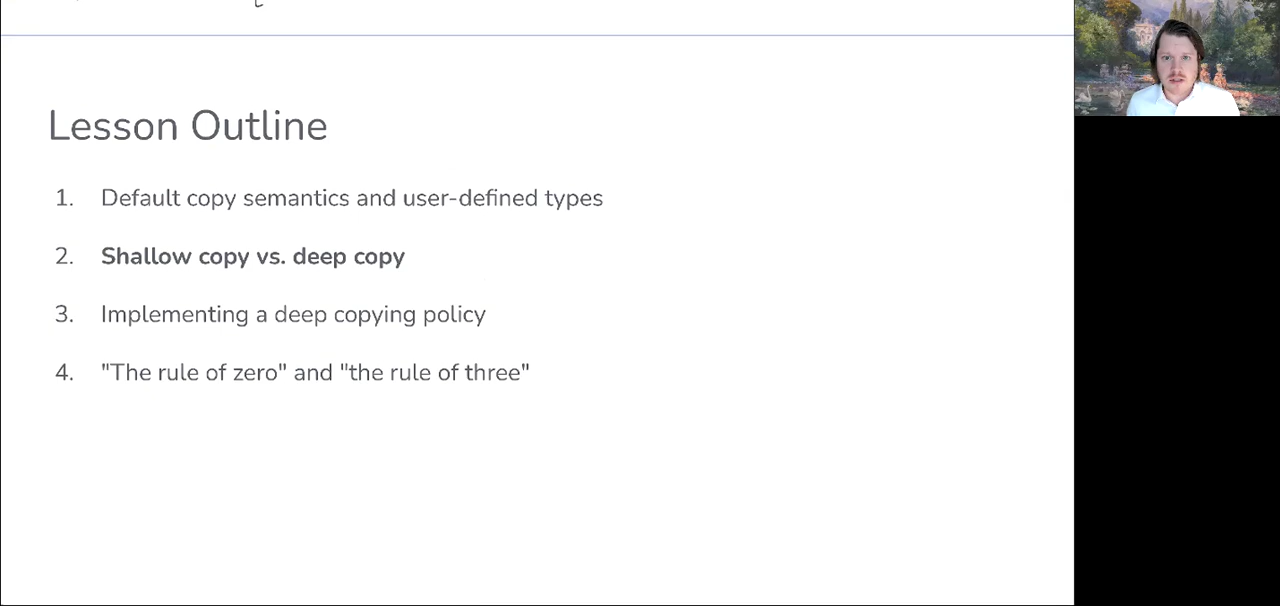 Lesson Outline
1. Default copy semantics and user-defined types
2. Shallow copy vs. deep copy
3. Implementing a deep copying policy
4. "The rule of zero" and "the rule of three"